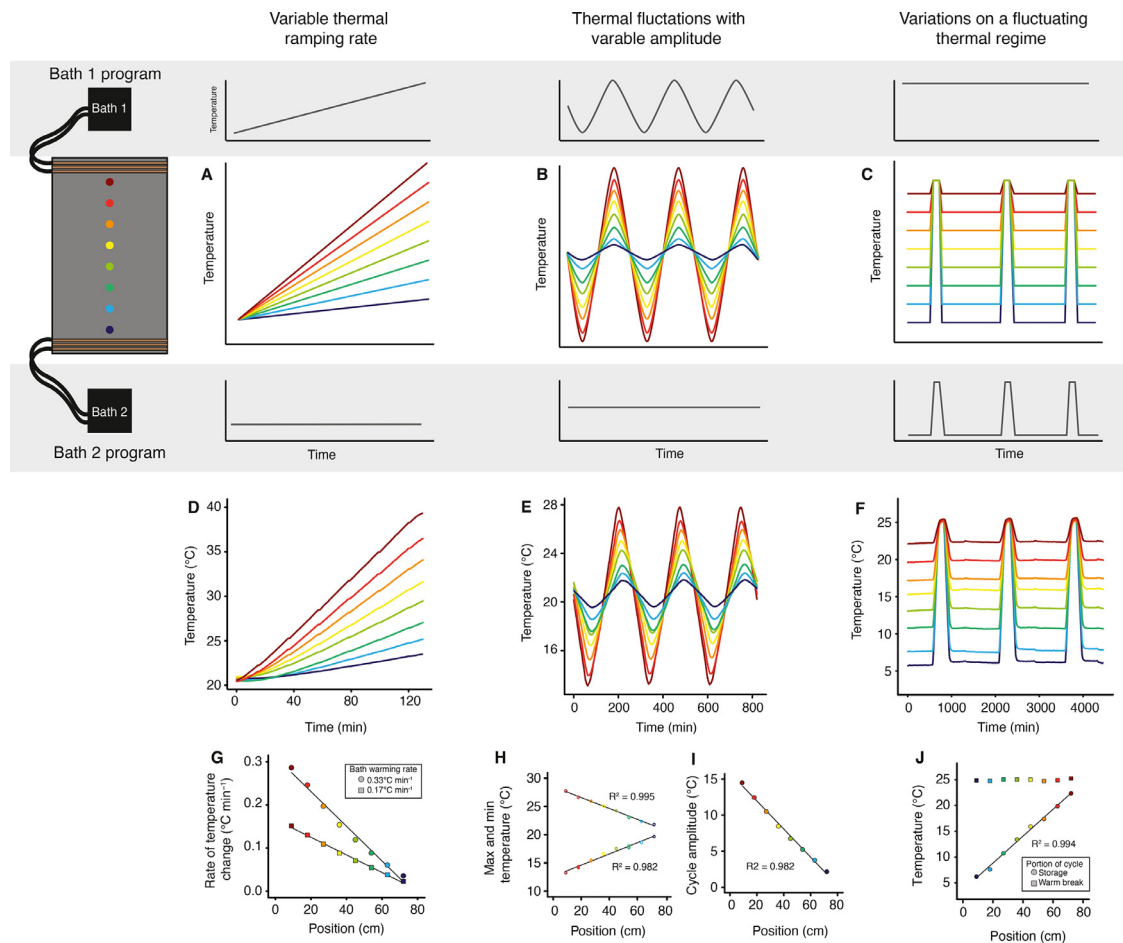 Variable thermal
ramping rate
Thermal fluctations with
varable amplitude
Variations on a fluctuating
thermal regime
Bath 1 program
Bath 1
Temperature
A
Temperature
B
Temperature
C
Temperature
Bath 2
Bath 2 program
Time
Time
Time
D
40
35
30
25
20
Temperature (°C)
0
40
80
120
Time (min)
E
28
24
20
16
Temperature (°C)
0
200
400
600
800
Time (min)
F
25
20
15
10
5
Temperature (°C)
0
1000
2000
3000
4000
Time (min)
G
0.3
0.2
0.1
0.0
Rate of temperature
change (°C min⁻¹)
Bath warming rate
0.33°C min⁻¹
0.17°C min⁻¹
0
20
40
60
80
Position (cm)
H
30
25
20
15
10
Max and min
temperature (°C)
R² = 0.995
R² = 0.982
0
20
40
60
80
Position (cm)
I
15
10
5
0
Cycle amplitude (°C)
R2 = 0.982
0
20
40
60
80
Position (cm)
J
25
20
15
10
5
Temperature (°C)
R² = 0.994
Portion of cycle
Storage
Warm break
0
20
40
60
80
Position (cm)